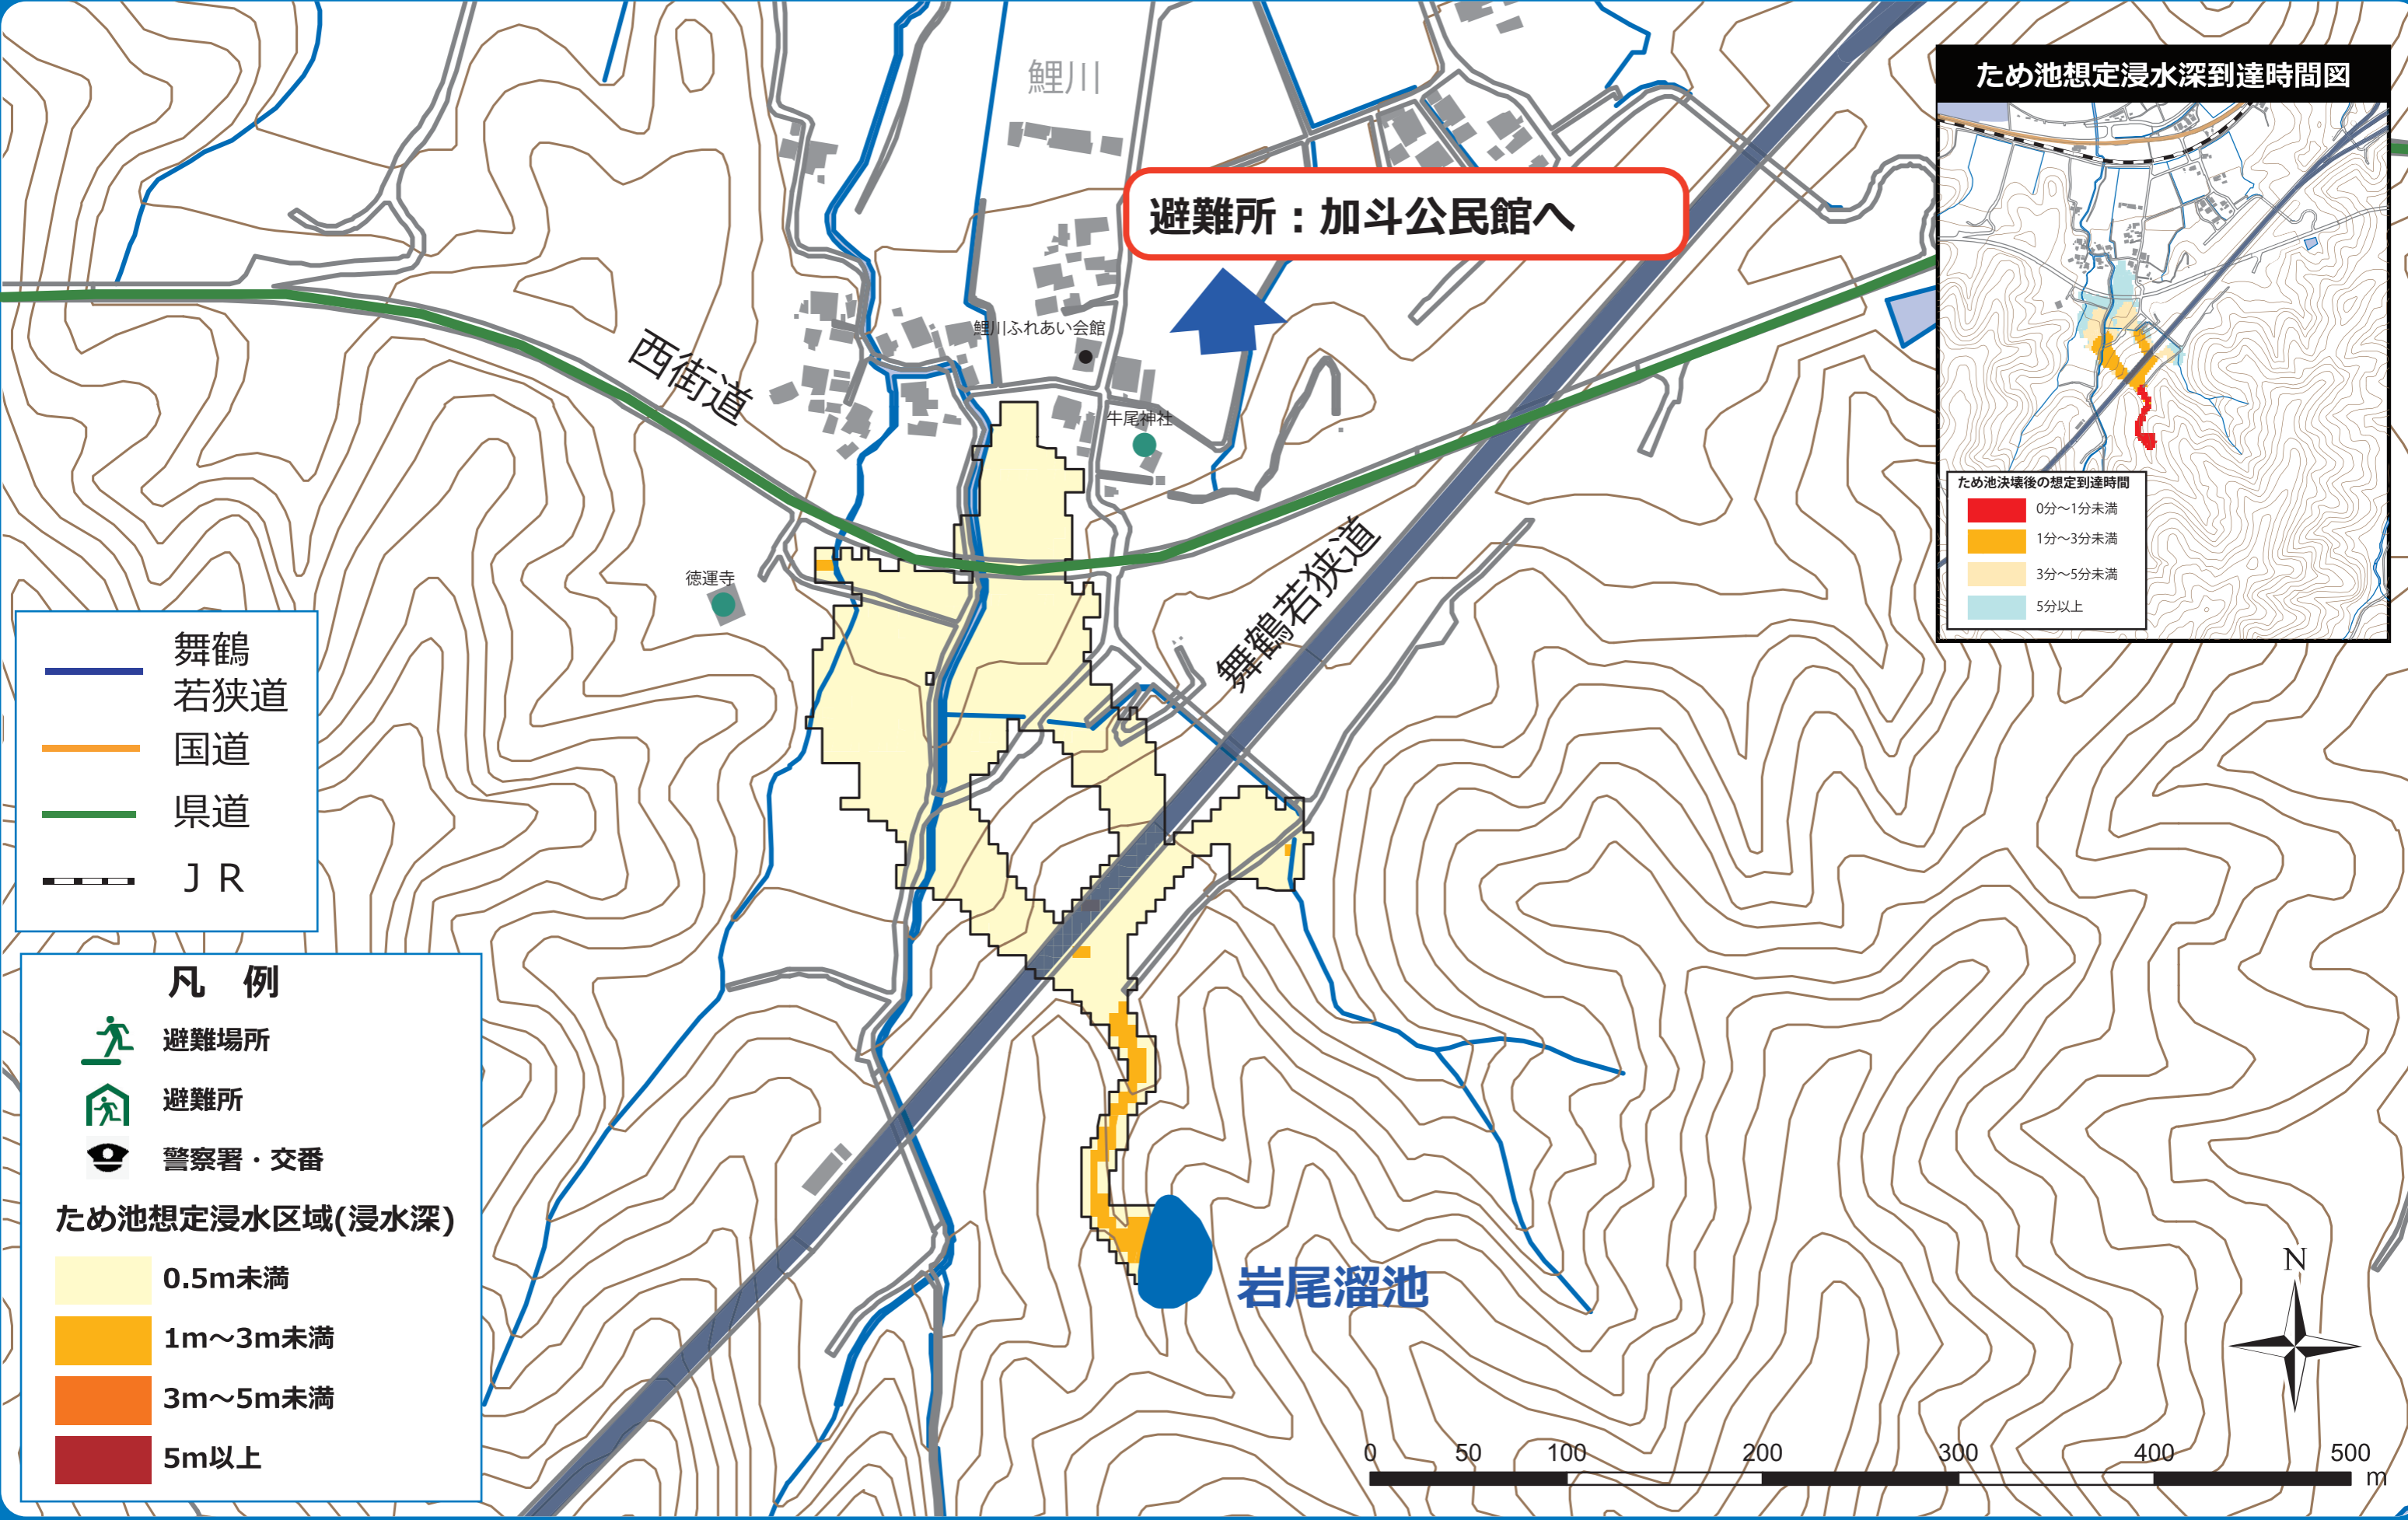 鯉川
避難所：加斗公民館へ
鯉川ふれあい会館
西街道
牛尾神社
徳運寺
舞鶴若狭道
岩尾溜池
ため池想定浸水深到達時間図
ため池決壊後の想定到達時間
0分～1分未満
1分～3分未満
3分～5分未満
5分以上
舞鶴
若狭道
国道
県道
ＪＲ
凡　例
避難場所
避難所
警察署・交番
ため池想定浸水区域(浸水深)
0.5m未満
1m～3m未満
3m～5m未満
5m以上
N
0 50 100 200 300 400 500
m